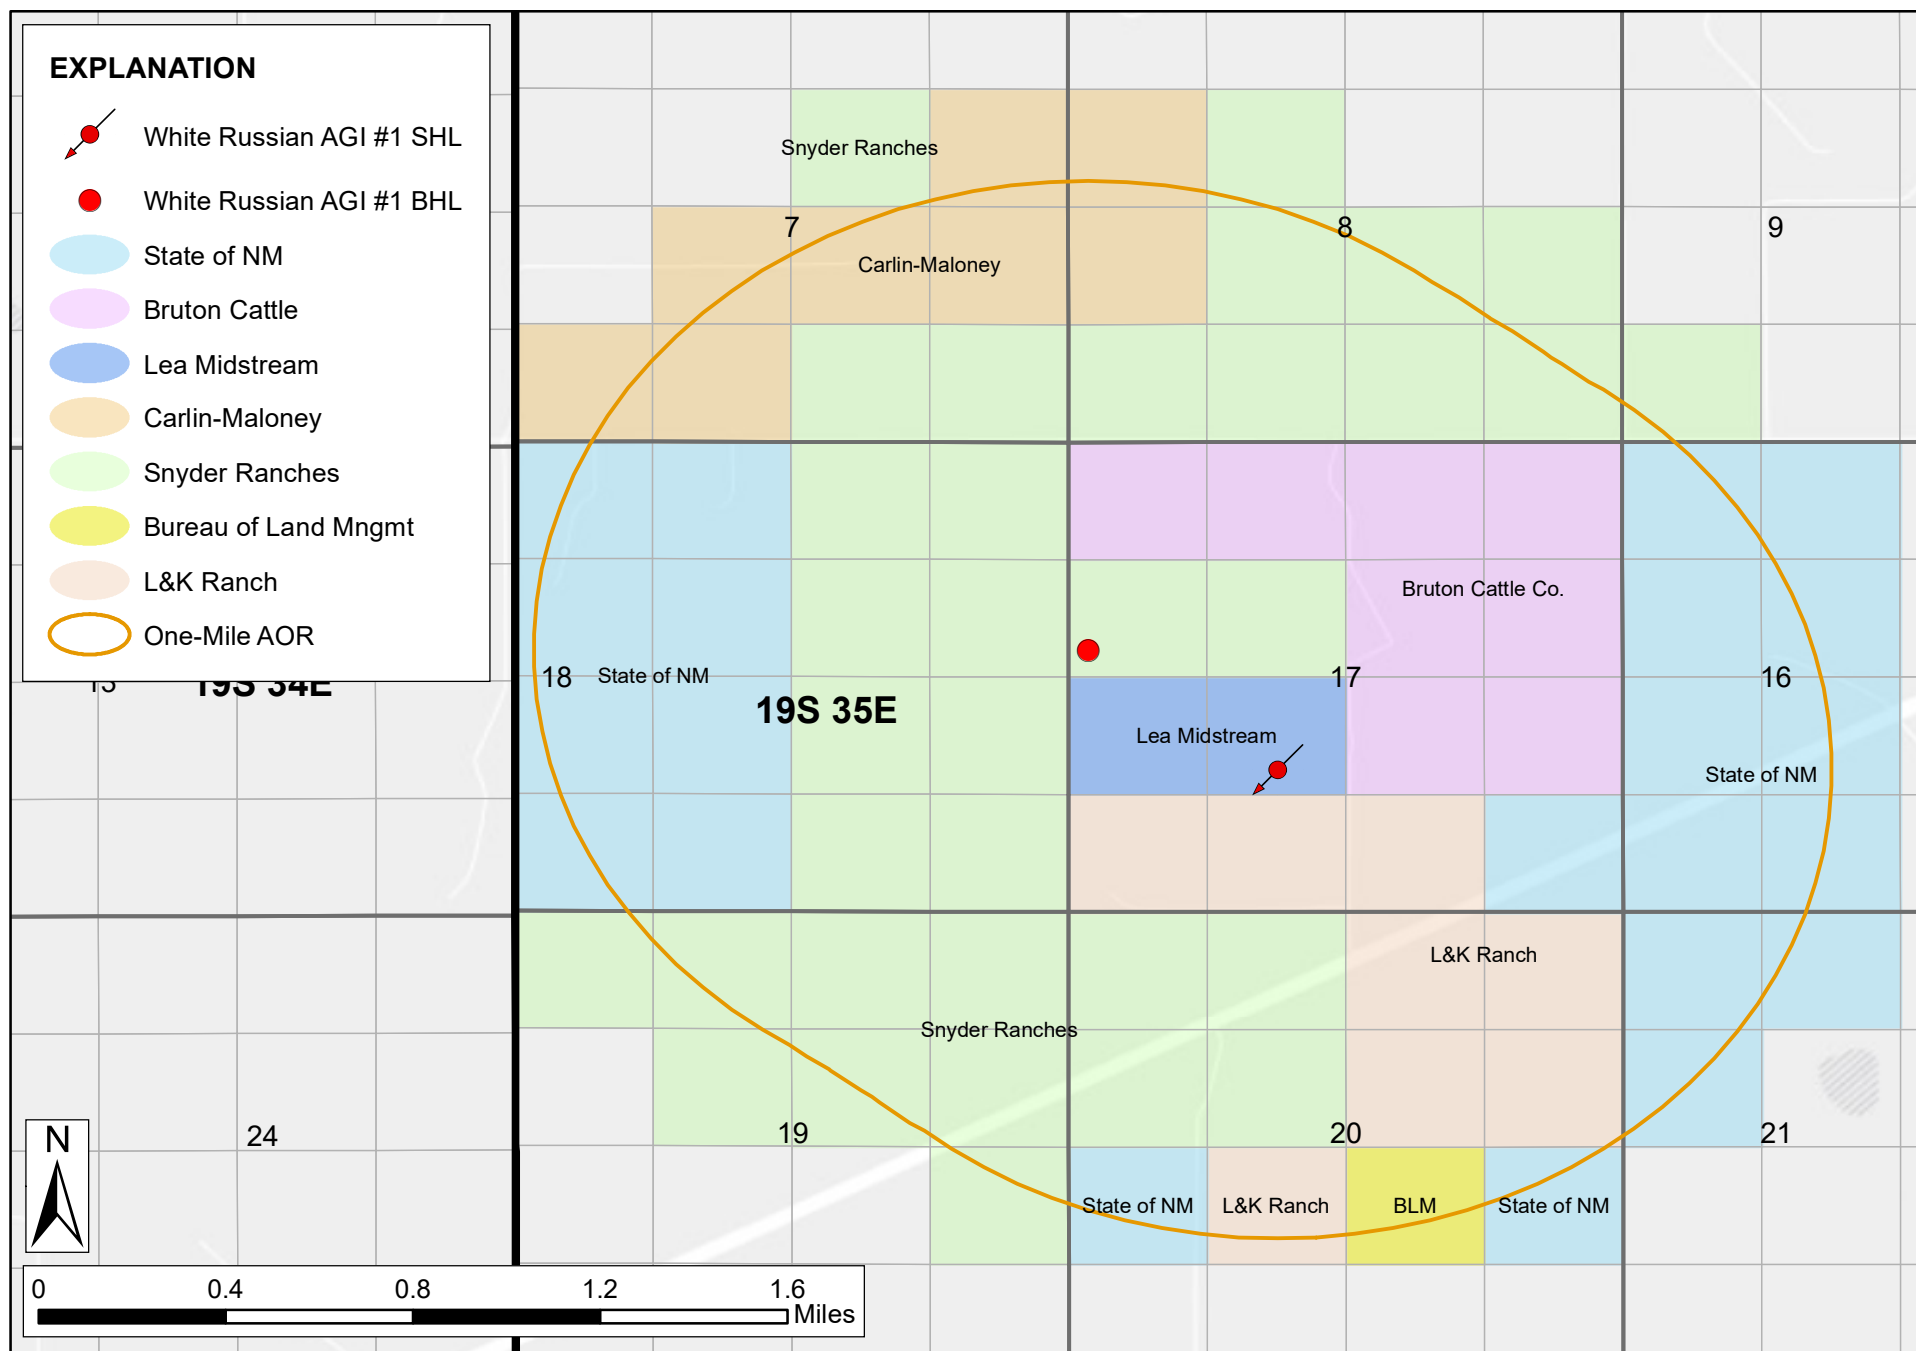 EXPLANATION
White Russian AGI #1 SHL
White Russian AGI #1 BHL
State of NM
Bruton Cattle
Lea Midstream
Carlin-Maloney
Snyder Ranches
Bureau of Land Mngmt
L&K Ranch
One-Mile AOR
Snyder Ranches
7
8
9
Carlin-Maloney
Bruton Cattle Co.
18
State of NM
17
16
19S 34E
19S 35E
Lea Midstream
State of NM
L&K Ranch
Snyder Ranches
24
19
20
21
N
State of NM
L&K Ranch
BLM
State of NM
0
0.4
0.8
1.2
1.6
Miles